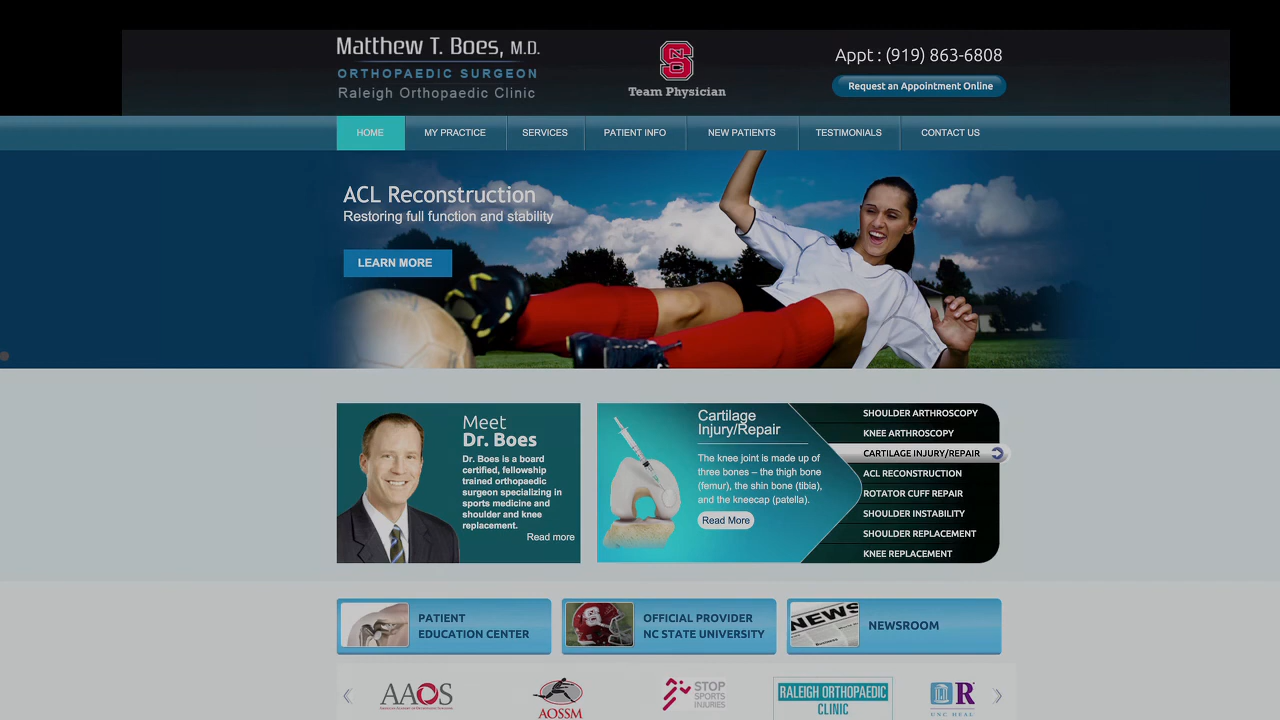 Matthew T. Boes, M.D.
ORTHOPAEDIC SURGEON
Raleigh Orthopaedic Clinic
NCS
Team Physician
Appt : (919) 863-6808
Request an Appointment Online
HOME
MY PRACTICE
SERVICES
PATIENT INFO
NEW PATIENTS
TESTIMONIALS
CONTACT US
ACL Reconstruction
Restoring full function and stability
LEARN MORE
Meet
Dr. Boes
Dr. Boes is a board
certified, fellowship
trained orthopaedic
surgeon specializing in
sports medicine and
shoulder and knee
replacement.
Read more
Cartilage
Injury/Repair
The knee joint is made up of
three bones – the thigh bone
(femur), the shin bone (tibia),
and the kneecap (patella).
Read More
SHOULDER ARTHROSCOPY
KNEE ARTHROSCOPY
CARTILAGE INJURY/REPAIR
ACL RECONSTRUCTION
ROTATOR CUFF REPAIR
SHOULDER INSTABILITY
SHOULDER REPLACEMENT
KNEE REPLACEMENT
PATIENT
EDUCATION CENTER
OFFICIAL PROVIDER
NC STATE UNIVERSITY
NEWS
NEWSROOM
AAOS
AOSSM
STOP
SPORTS
INJURIES
RALEIGH ORTHOPAEDIC
CLINIC
R
UNC HEAL